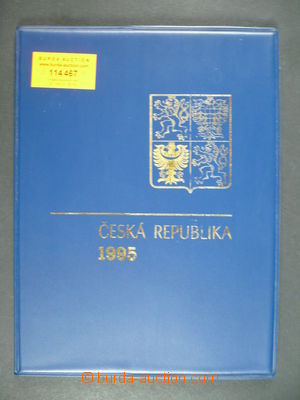 BURDA AUCTION
www.burda-auction.com
114467
ČESKÁ REPUBLIKA
1995
©burda-auction.com